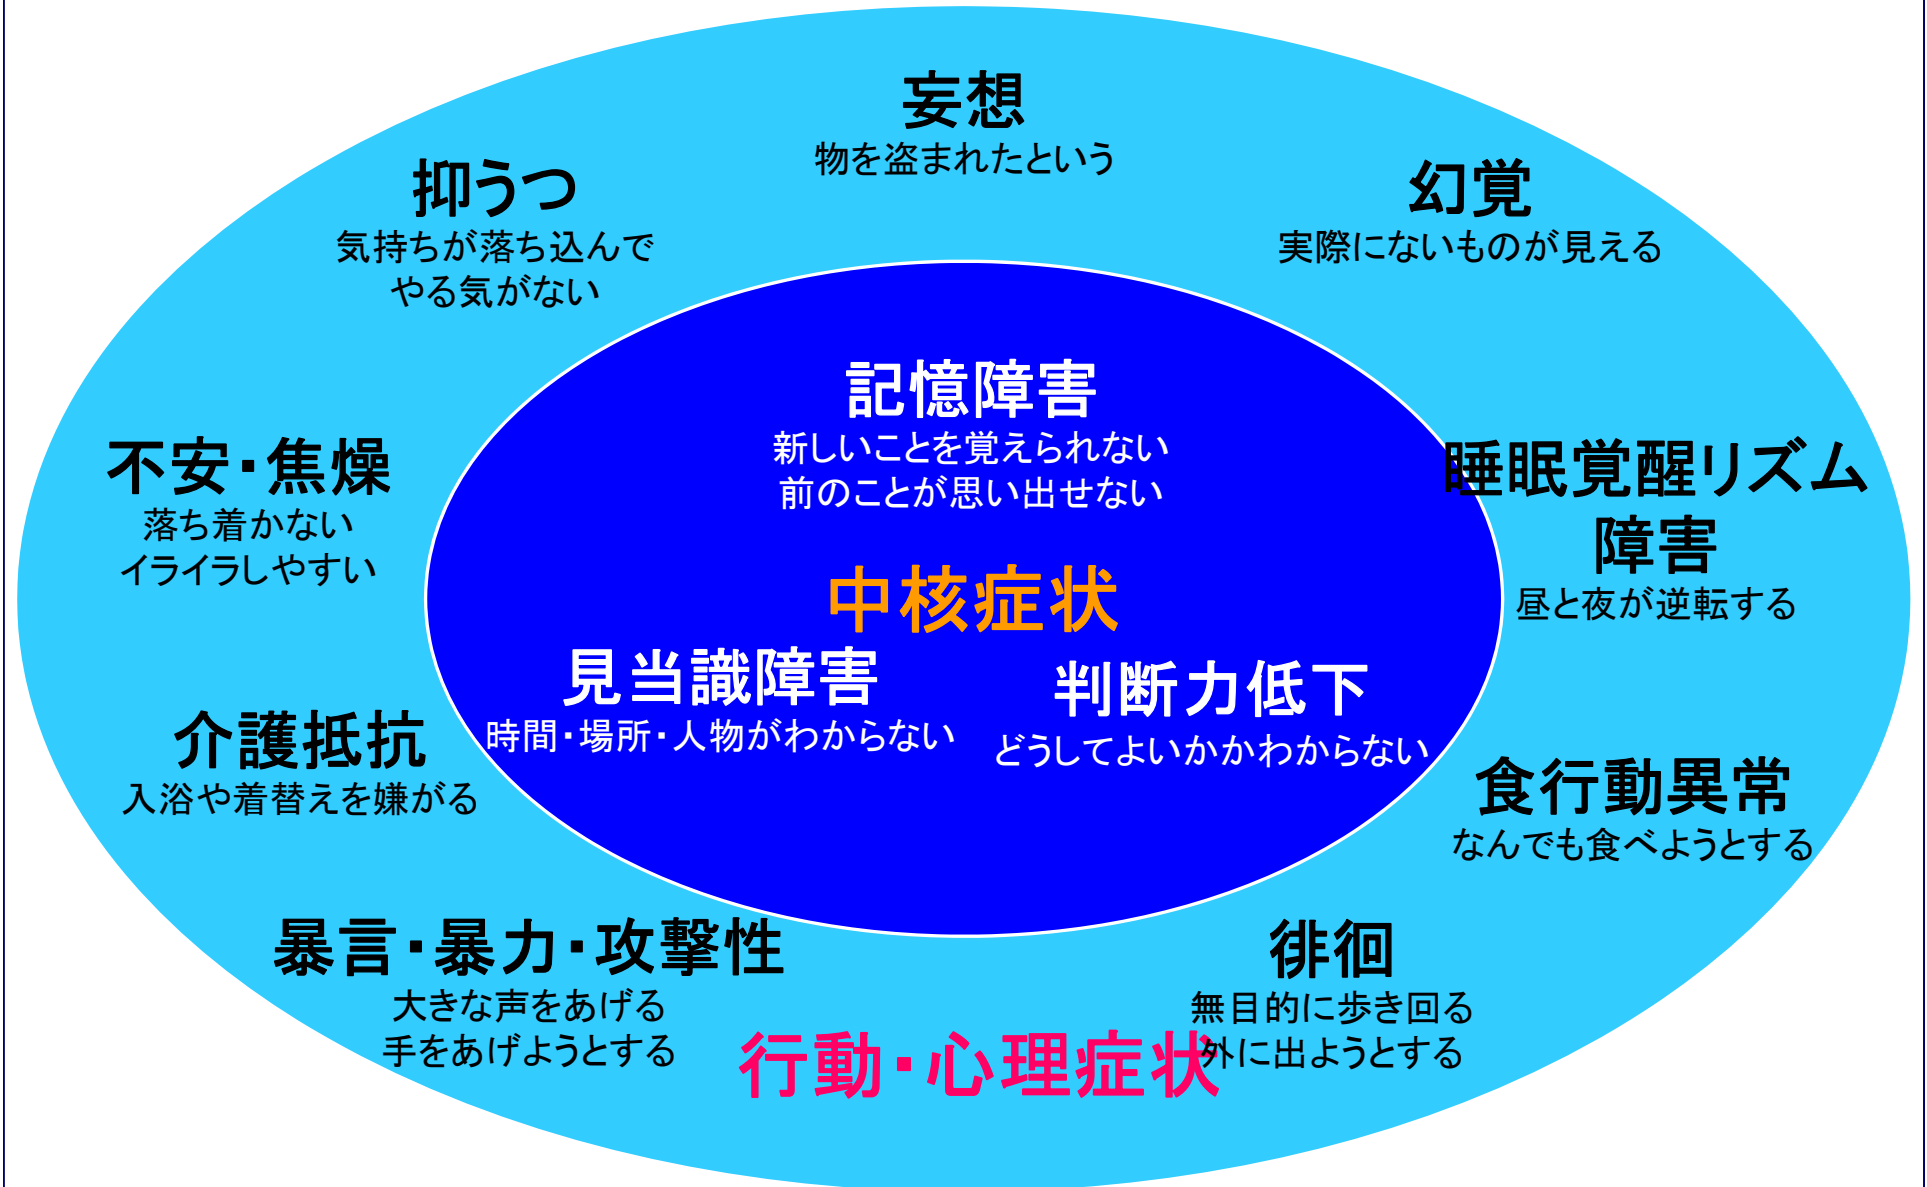 妄想
物を盗まれたという
抑うつ
気持ちが落ち込んで
やる気がない
幻覚
実際にないものが見える
記憶障害
新しいことを覚えられない
前のことが思い出せない
不安・焦燥
落ち着かない
イライラしやすい
睡眠覚醒リズム
障害
昼と夜が逆転する
中核症状
見当識障害
時間・場所・人物がわからない
判断力低下
どうしてよいかかわからない
介護抵抗
入浴や着替えを嫌がる
食行動異常
なんでも食べようとする
暴言・暴力・攻撃性
大きな声をあげる
手をあげようとする
徘徊
無目的に歩き回る
外に出ようとする
行動・心理症状